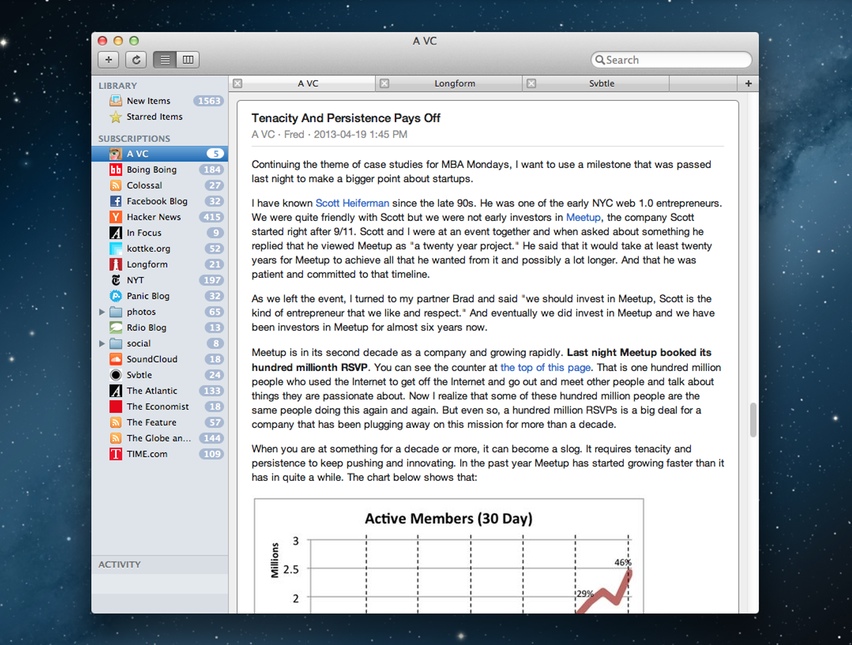 A VC
Search
A VC
Longform
Svbtle
LIBRARY
New Items 1563
Starred Items
SUBSCRIPTIONS
A VC 5
bb Boing Boing 184
Colossal 27
f Facebook Blog 32
Y Hacker News 415
A In Focus 9
kottke.org 52
Longform 21
NYT 197
Panic Blog 32
photos 65
Rdio Blog 13
social 8
SoundCloud 18
Svbtle 24
A The Atlantic 133
The Economist 18
The Feature 57
The Globe an... 144
T TIME.com 109
ACTIVITY
Tenacity And Persistence Pays Off
A VC · Fred · 2013-04-19 1:45 PM
Continuing the theme of case studies for MBA Mondays, I want to use a milestone that was passed
last night to make a bigger point about startups.
I have known Scott Heiferman since the late 90s. He was one of the early NYC web 1.0 entrepreneurs.
We were quite friendly with Scott but we were not early investors in Meetup, the company Scott
started right after 9/11. Scott and I were at an event together and when asked about something he
replied that he viewed Meetup as "a twenty year project." He said that it would take at least twenty
years for Meetup to achieve all that he wanted from it and possibly a lot longer. And that he was
patient and committed to that timeline.
As we left the event, I turned to my partner Brad and said "we should invest in Meetup, Scott is the
kind of entrepreneur that we like and respect." And eventually we did invest in Meetup and we have
been investors in Meetup for almost six years now.
Meetup is in its second decade as a company and growing rapidly. Last night Meetup booked its
hundred millionth RSVP. You can see the counter at the top of this page. That is one hundred million
people who used the Internet to get off the Internet and go out and meet other people and talk about
things they are passionate about. Now I realize that some of these hundred million people are the
same people doing this again and again. But even so, a hundred million RSVPs is a big deal for a
company that has been plugging away on this mission for more than a decade.
When you are at something for a decade or more, it can become a slog. It requires tenacity and
persistence to keep pushing and innovating. In the past year Meetup has started growing faster than it
has in quite a while. The chart below shows that:
Active Members (30 Day)
Millions
3
2.5
2
29%
46%